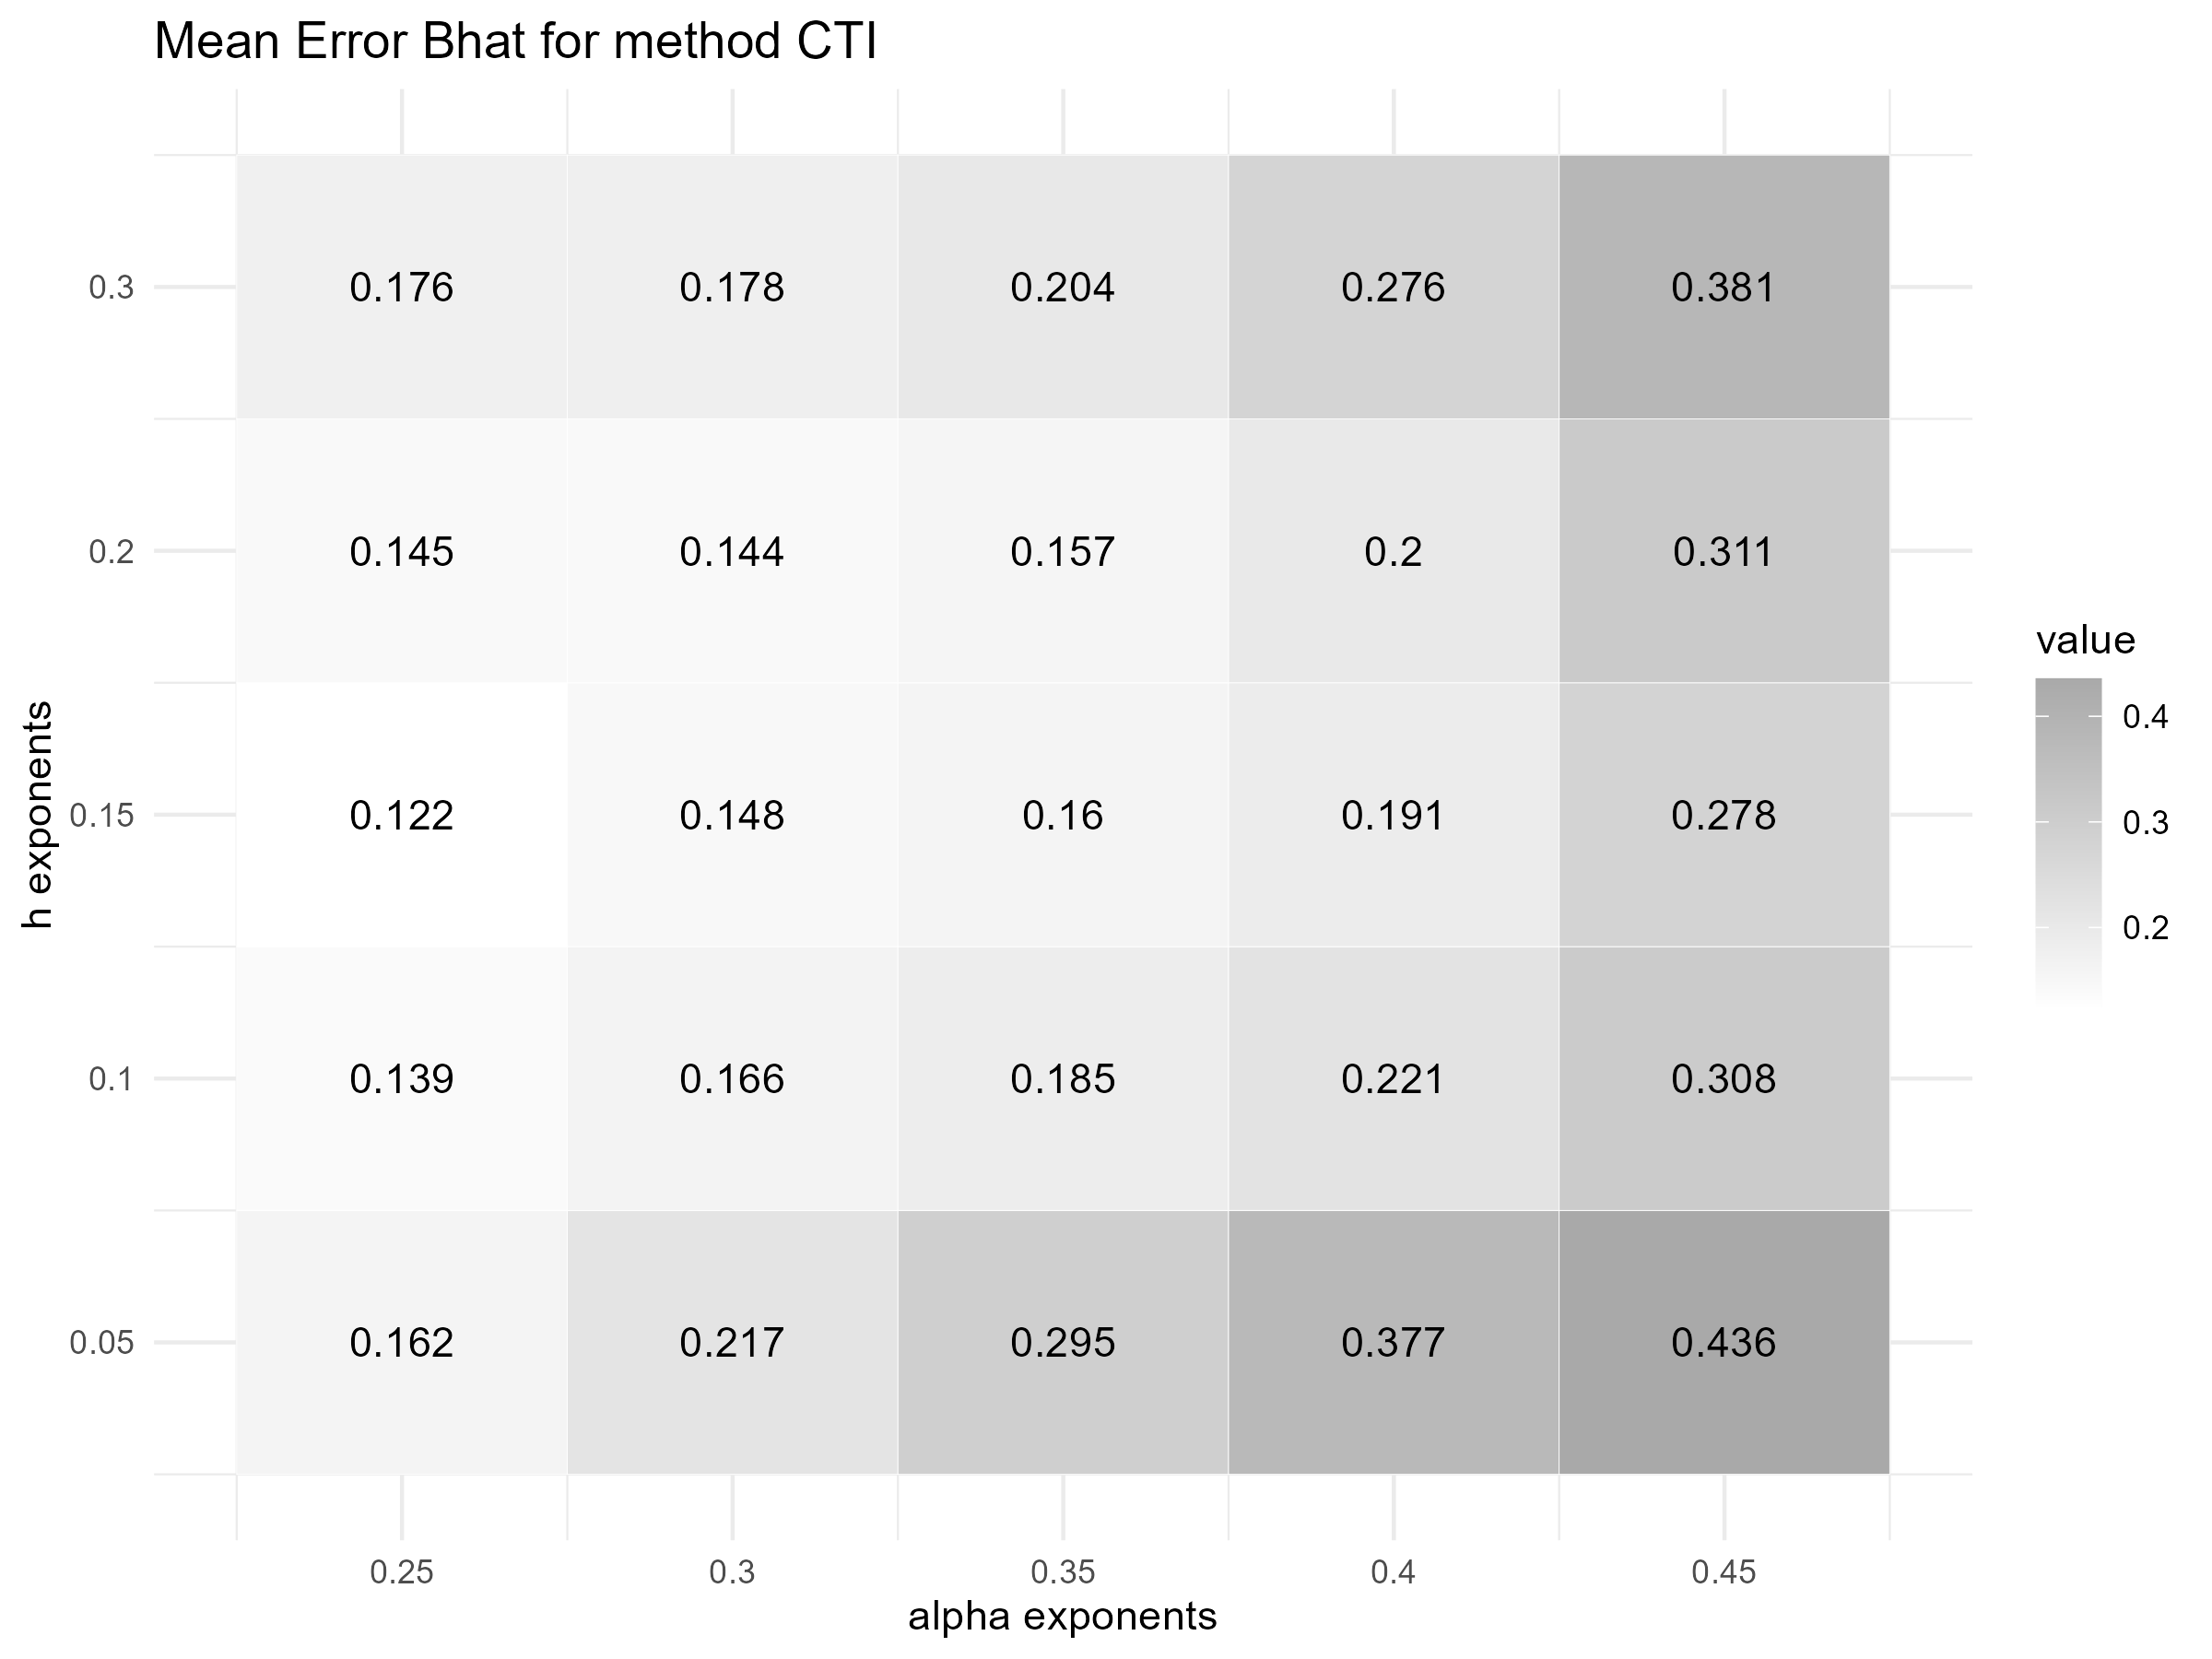 Mean Error Bhat for method CTI
h exponents
0.3 0.176 0.178 0.204 0.276 0.381
0.2 0.145 0.144 0.157 0.2 0.311
0.15 0.122 0.148 0.16 0.191 0.278
0.1 0.139 0.166 0.185 0.221 0.308
0.05 0.162 0.217 0.295 0.377 0.436
0.25 0.3 0.35 0.4 0.45
alpha exponents
value
0.4
0.3
0.2